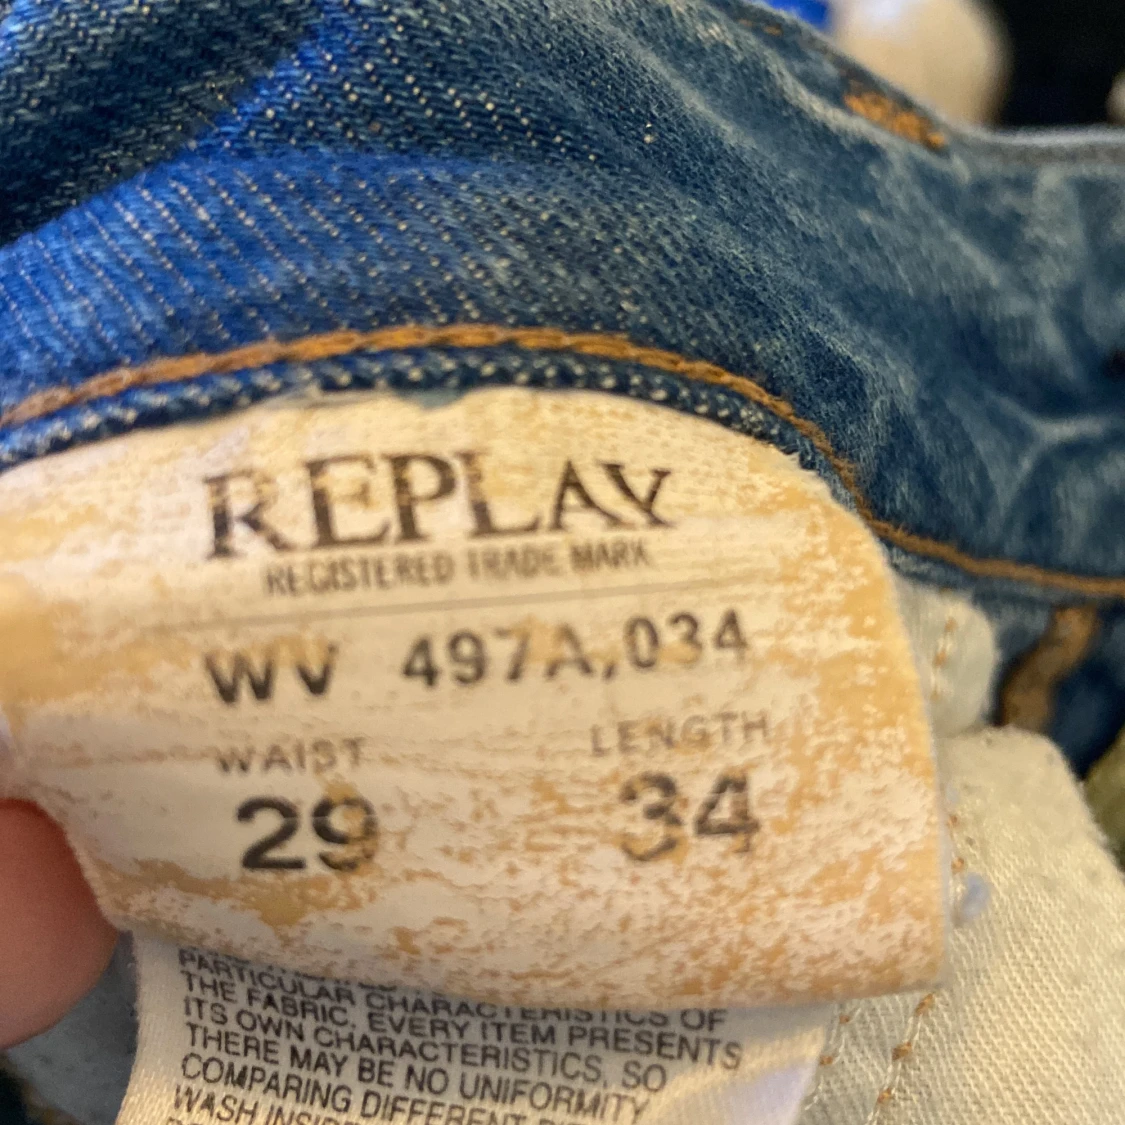 REPLAY
REGISTERED TRADE MARK
WV 497A,034
WAIST LENGTH
29 34
PARTICULAR CHARACTERISTICS OF
THE FABRIC, EVERY ITEM PRESENTS
ITS OWN CHARACTERISTICS, SO
THERE MAY BE NO UNIFORMITY
COMPARING DIFFERENT
WASH